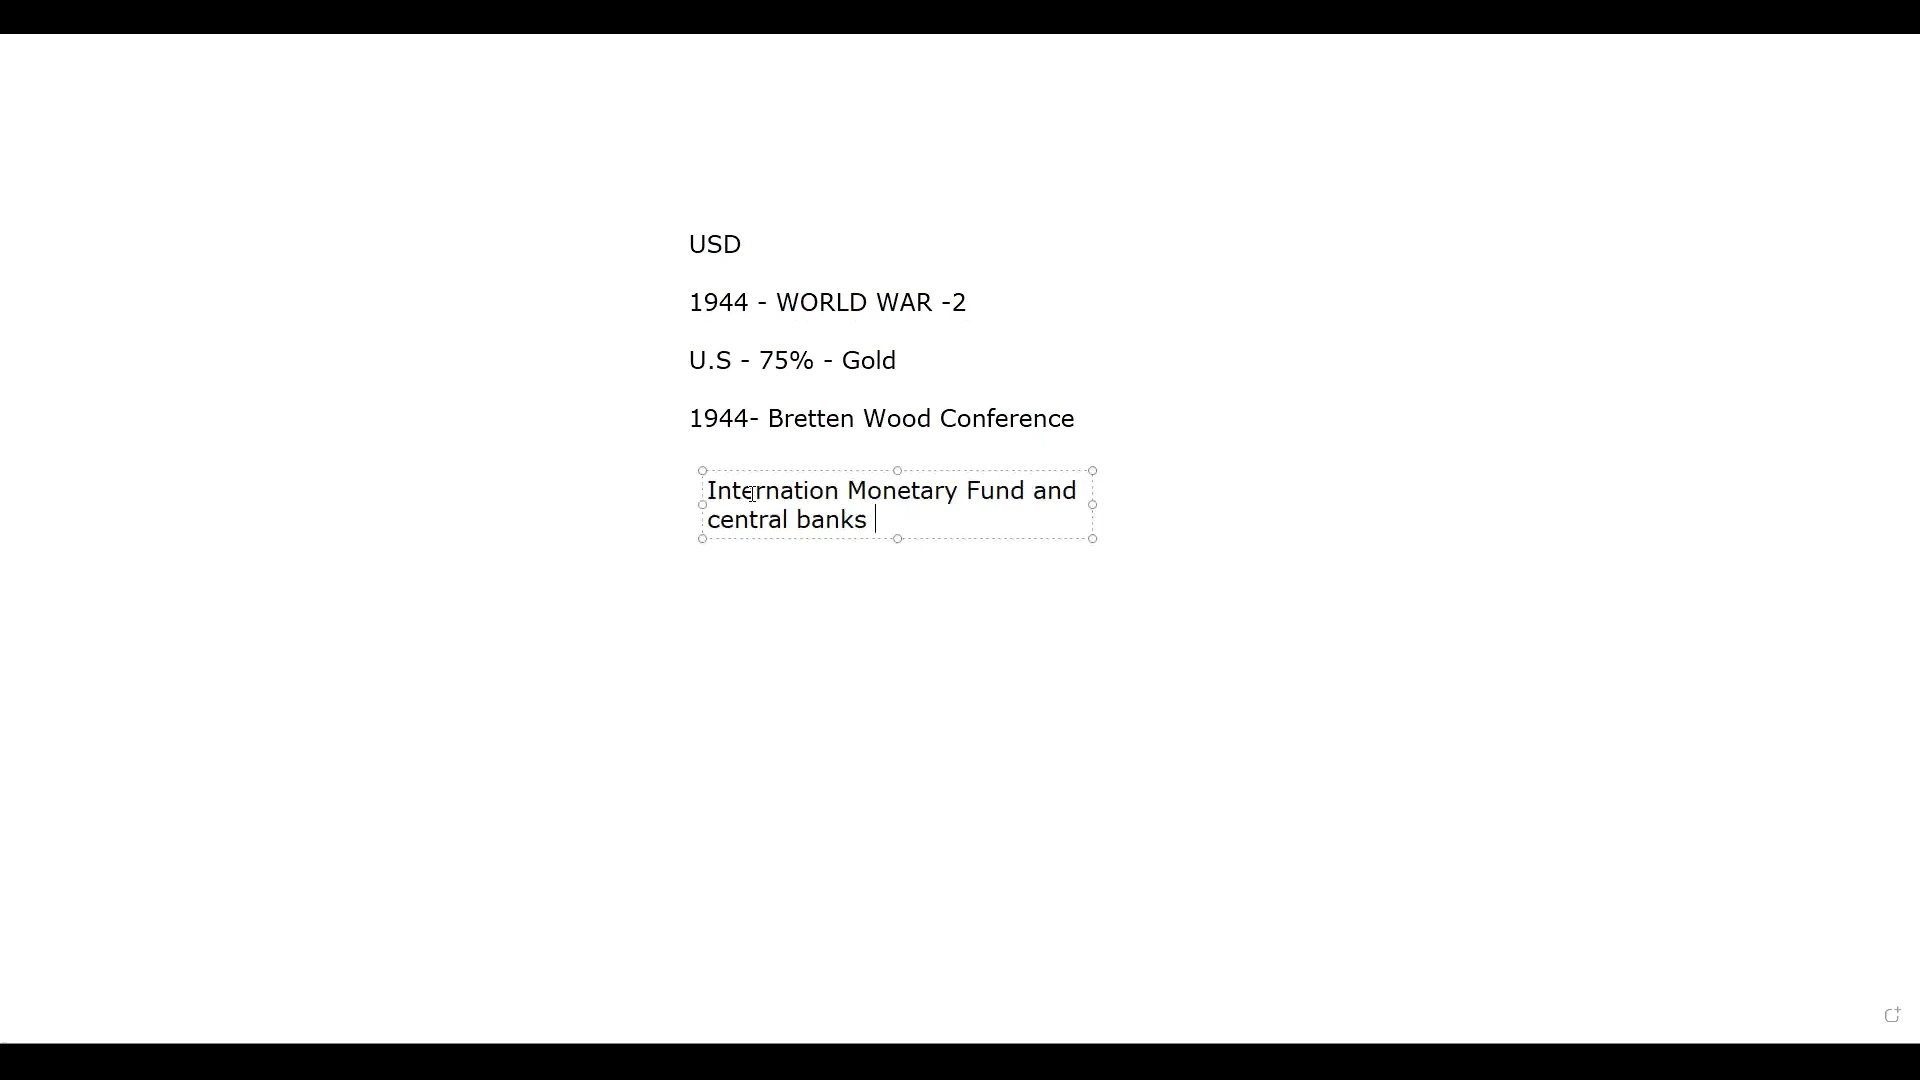 USD
1944 - WORLD WAR -2
U.S - 75% - Gold
1944- Bretten Wood Conference
Internation Monetary Fund and
central banks